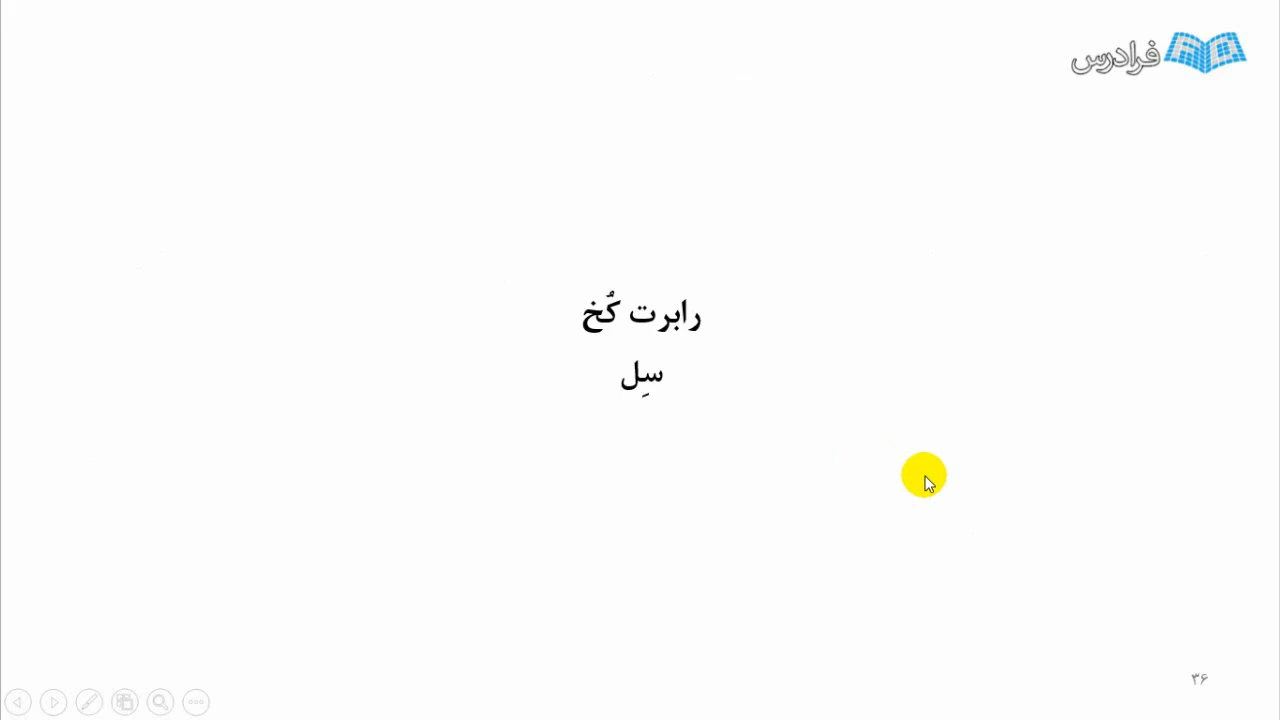 فرادرس
رابرت کُخ
سِل
۳۶